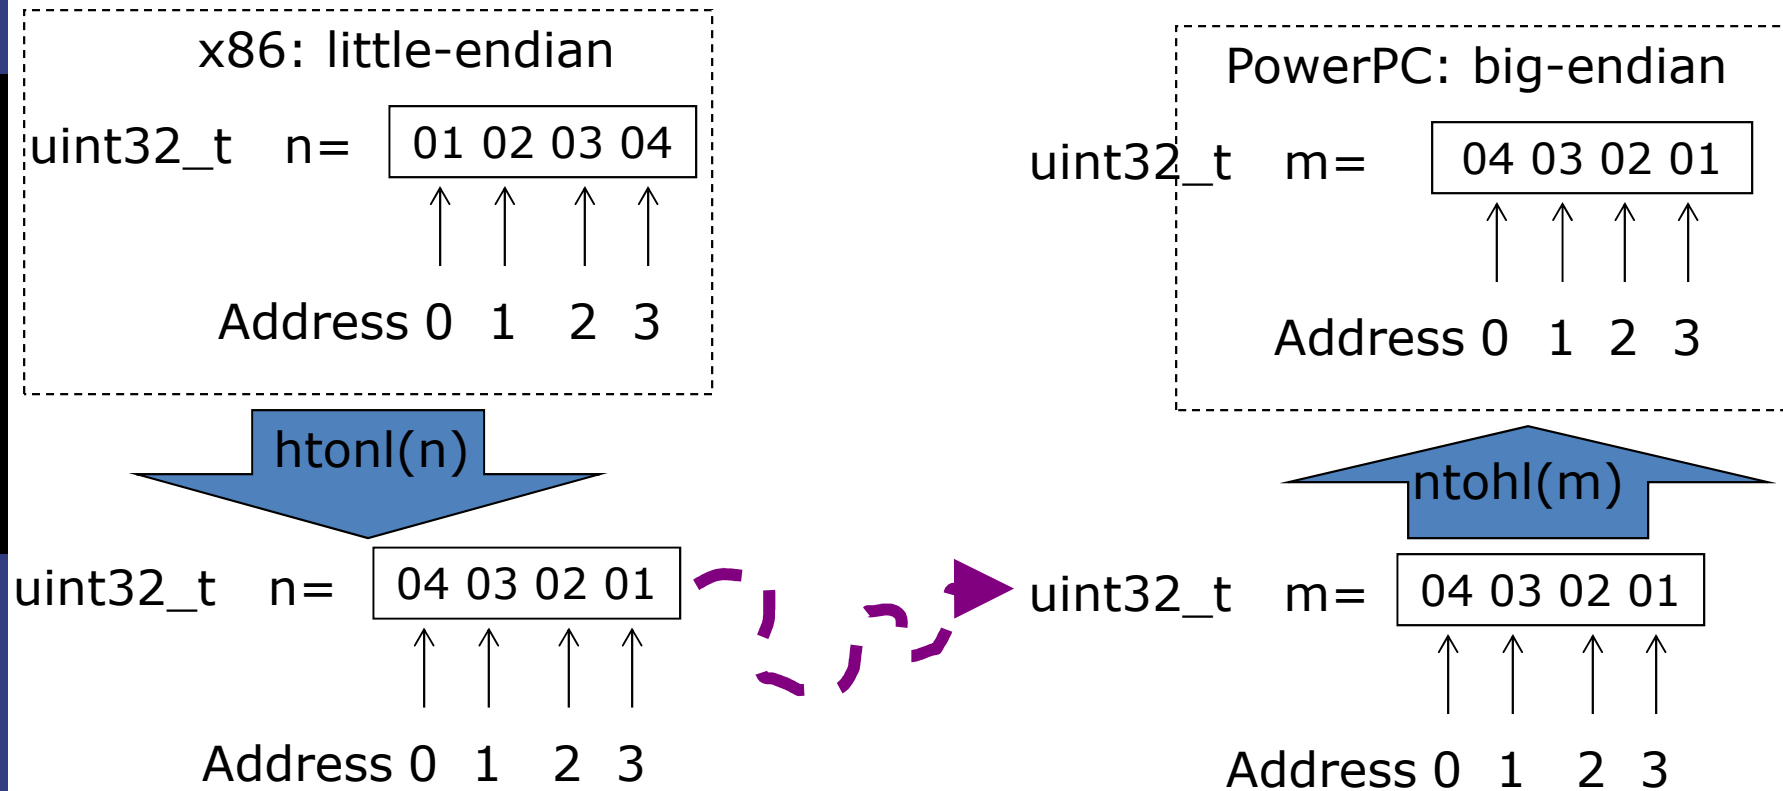 x86: little-endian
uint32_t n= 01 02 03 04
Address 0 1 2 3
htonl(n)
uint32_t n= 04 03 02 01
Address 0 1 2 3
PowerPC: big-endian
uint32_t m= 04 03 02 01
Address 0 1 2 3
ntohl(m)
uint32_t m= 04 03 02 01
Address 0 1 2 3